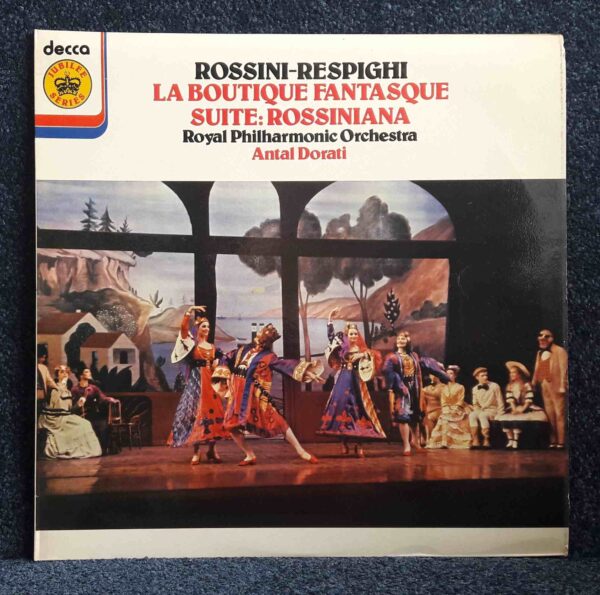 decca
JUBILEE
SERIES
ROSSINI-RESPIGHI
LA BOUTIQUE FANTASQUE
SUITE: ROSSINIANA
Royal Philharmonic Orchestra
Antal Dorati